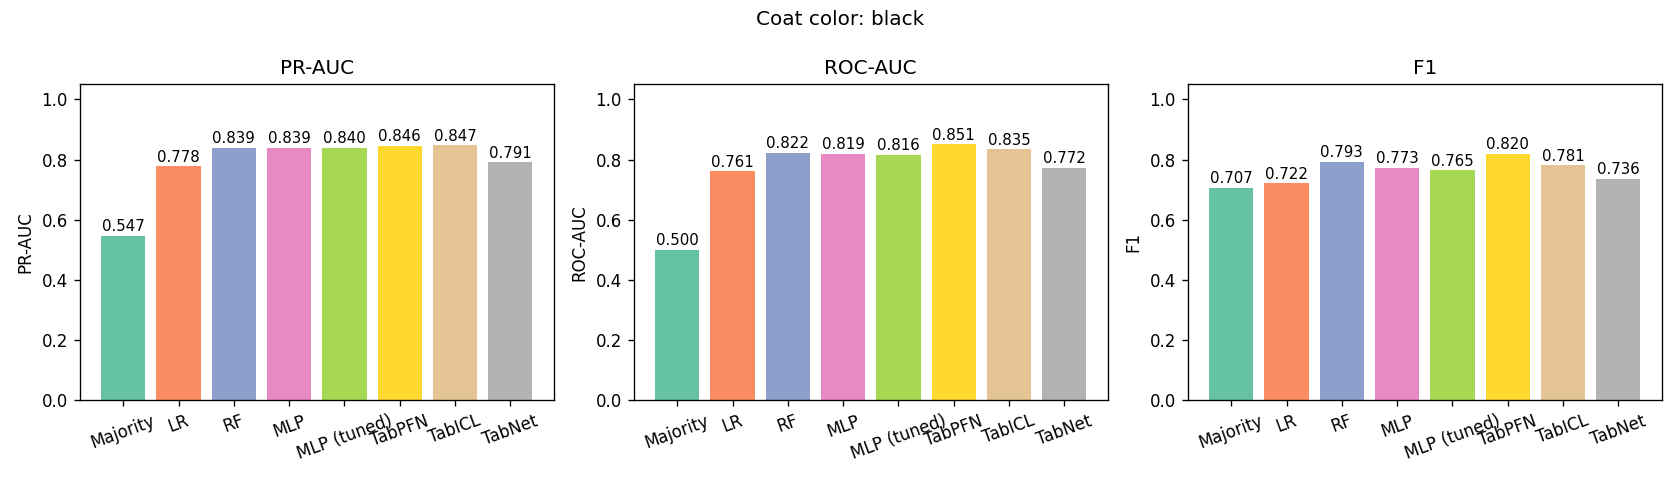 Coat color: black
PR-AUC
PR-AUC
1.0
0.8
0.6
0.4
0.2
0.0
0.547
0.778
0.839
0.839
0.840
0.846
0.847
0.791
Majority
LR
RF
MLP
MLP (tuned)
TabPFN
TabICL
TabNet
ROC-AUC
ROC-AUC
1.0
0.8
0.6
0.4
0.2
0.0
0.500
0.761
0.822
0.819
0.816
0.851
0.835
0.772
Majority
LR
RF
MLP
MLP (tuned)
TabPFN
TabICL
TabNet
F1
F1
1.0
0.8
0.6
0.4
0.2
0.0
0.707
0.722
0.793
0.773
0.765
0.820
0.781
0.736
Majority
LR
RF
MLP
MLP (tuned)
TabPFN
TabICL
TabNet